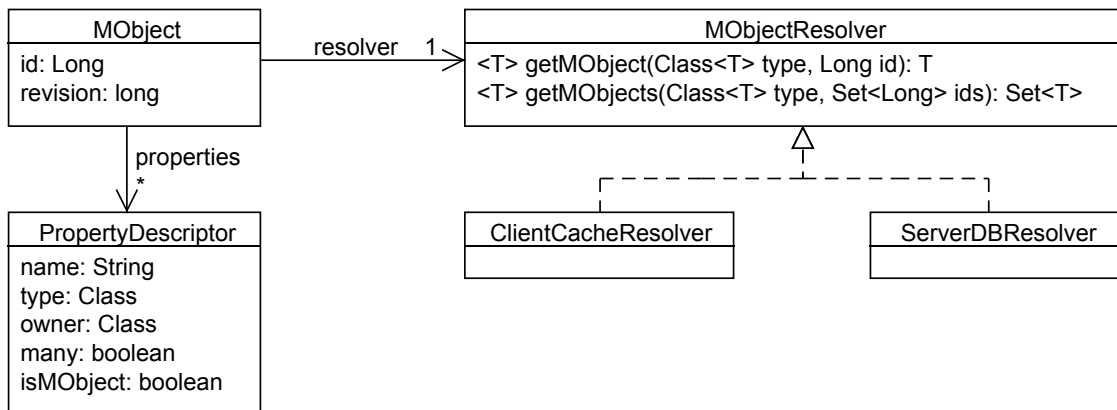 MObject
id: Long
revision: long
resolver 1
MObjectResolver
<T> getMObject(Class<T> type, Long id): T
<T> getMObjects(Class<T> type, Set<Long> ids): Set<T>
properties
*
PropertyDescriptor
name: String
type: Class
owner: Class
many: boolean
isMObject: boolean
ClientCacheResolver
ServerDBResolver